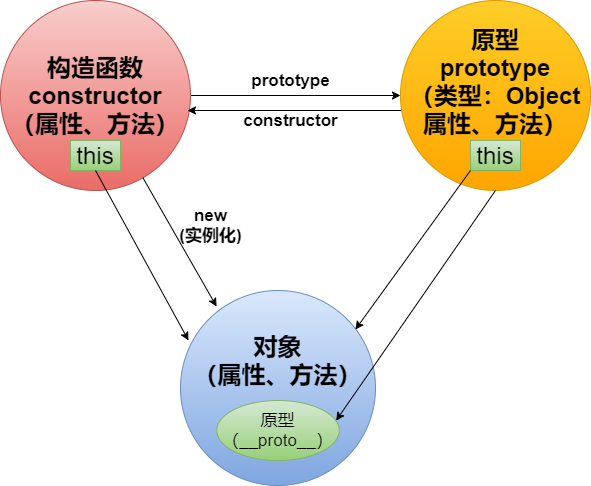 构造函数
constructor
（属性、方法）
this
prototype
constructor
原型
prototype
（类型：Object
属性、方法）
this
new
(实例化)
对象
（属性、方法）
原型
（__proto__）